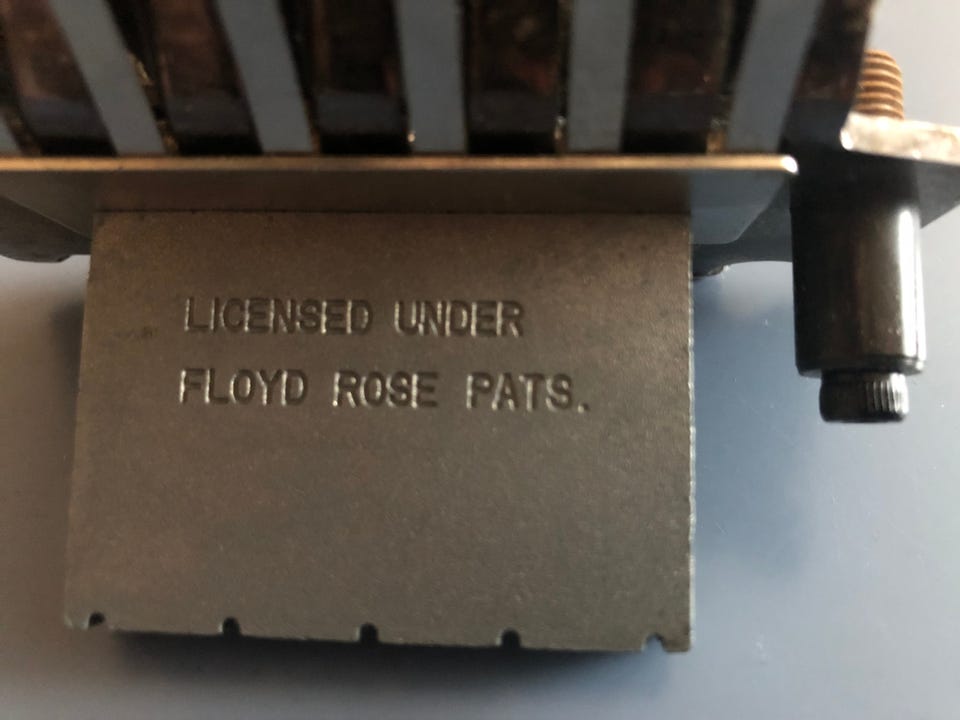 LICENSED UNDER
FLOYD ROSE PATS.